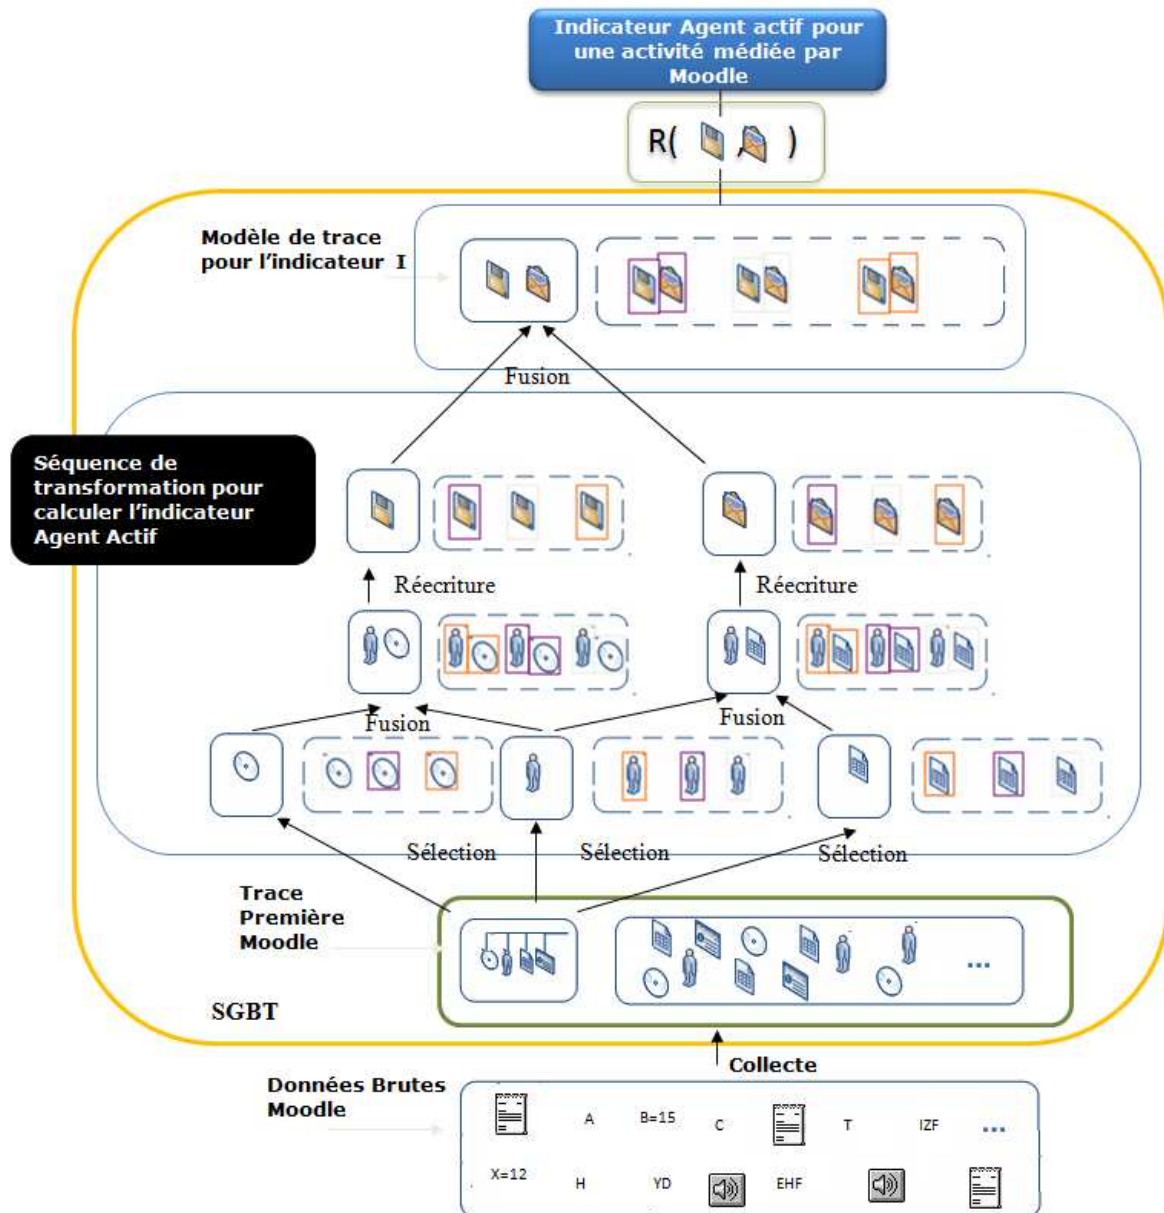 Indicateur Agent actif pour
une activité médiée par
Moodle
R( , )
Modèle de trace
pour l’indicateur I
Fusion
Séquence de
transformation pour
calculer l’indicateur
Agent Actif
Réecriture
Réecriture
Fusion
Fusion
Sélection
Sélection
Sélection
Trace
Première
Moodle
...
SGBT
Collecte
Données Brutes
Moodle
A B=15 C T IZF ...
X=12 H YD EHF